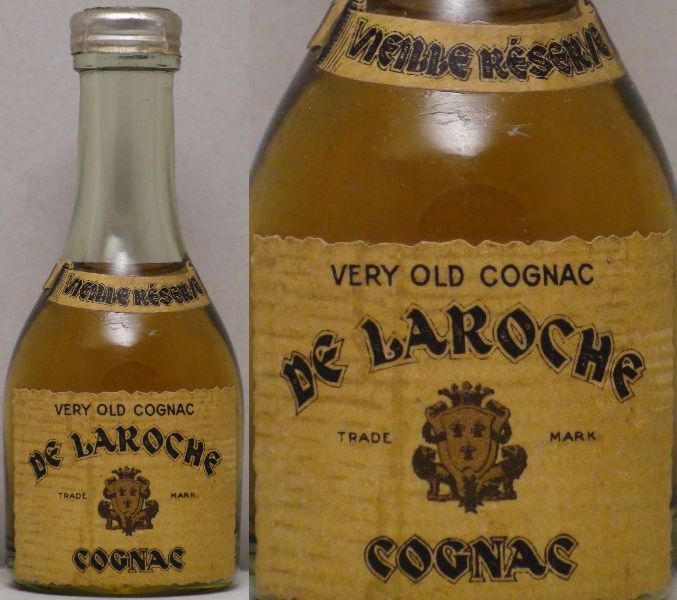 VIEILLE RÉSERVE
VERY OLD COGNAC
DE LAROCHE
TRADE MARK
COGNAC
VIEILLE RÉSERVE
VERY OLD COGNAC
DE LAROCHE
TRADE MARK
COGNAC